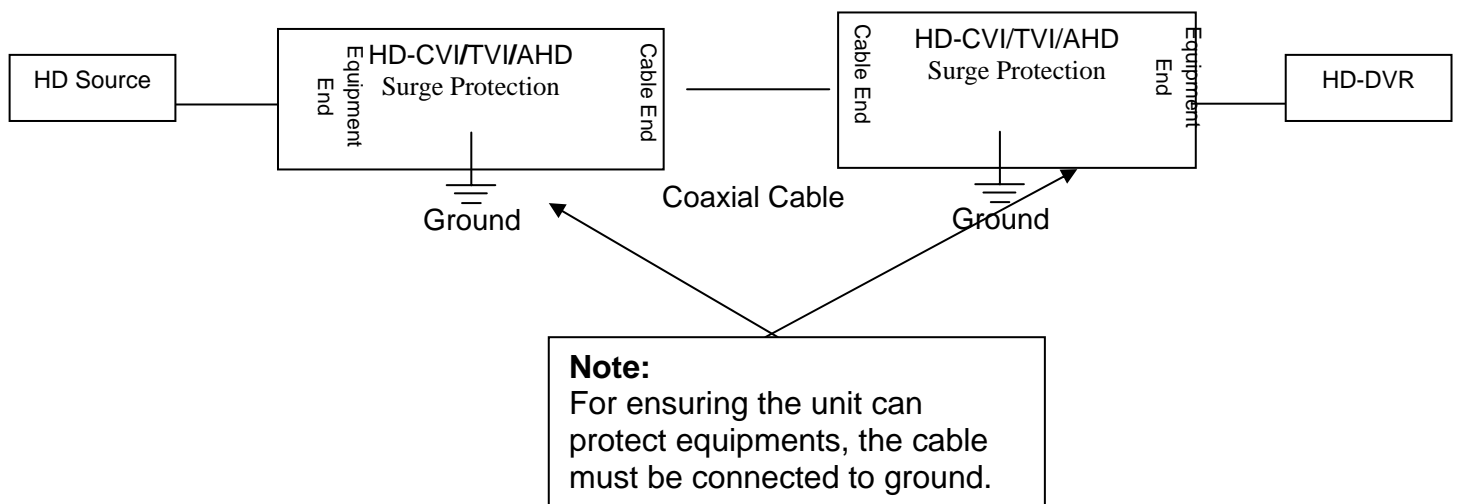 HD Source
Equipment
End
HD-CVI/TVI/AHD
Surge Protection
Cable End
Ground
Coaxial Cable
Cable End
HD-CVI/TVI/AHD
Surge Protection
Equipment
End
Ground
HD-DVR
Note:
For ensuring the unit can
protect equipments, the cable
must be connected to ground.